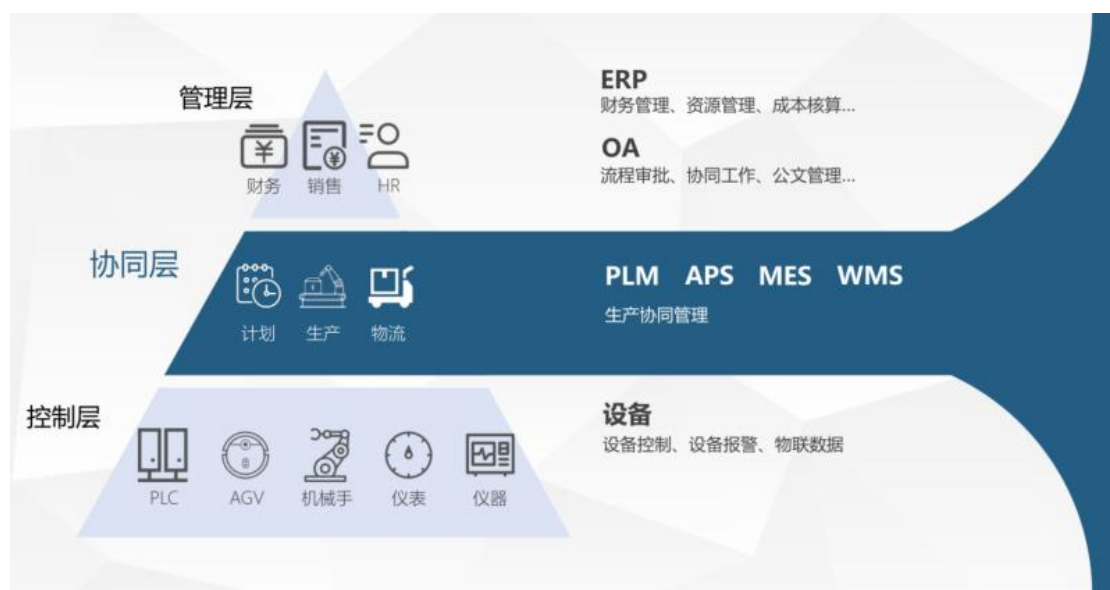 管理层
财务 销售 HR
ERP
财务管理、资源管理、成本核算...
OA
流程审批、协同工作、公文管理...
协同层
计划 生产 物流
PLM APS MES WMS
生产协同管理
控制层
PLC AGV 机械手 仪表 仪器
设备
设备控制、设备报警、物联数据